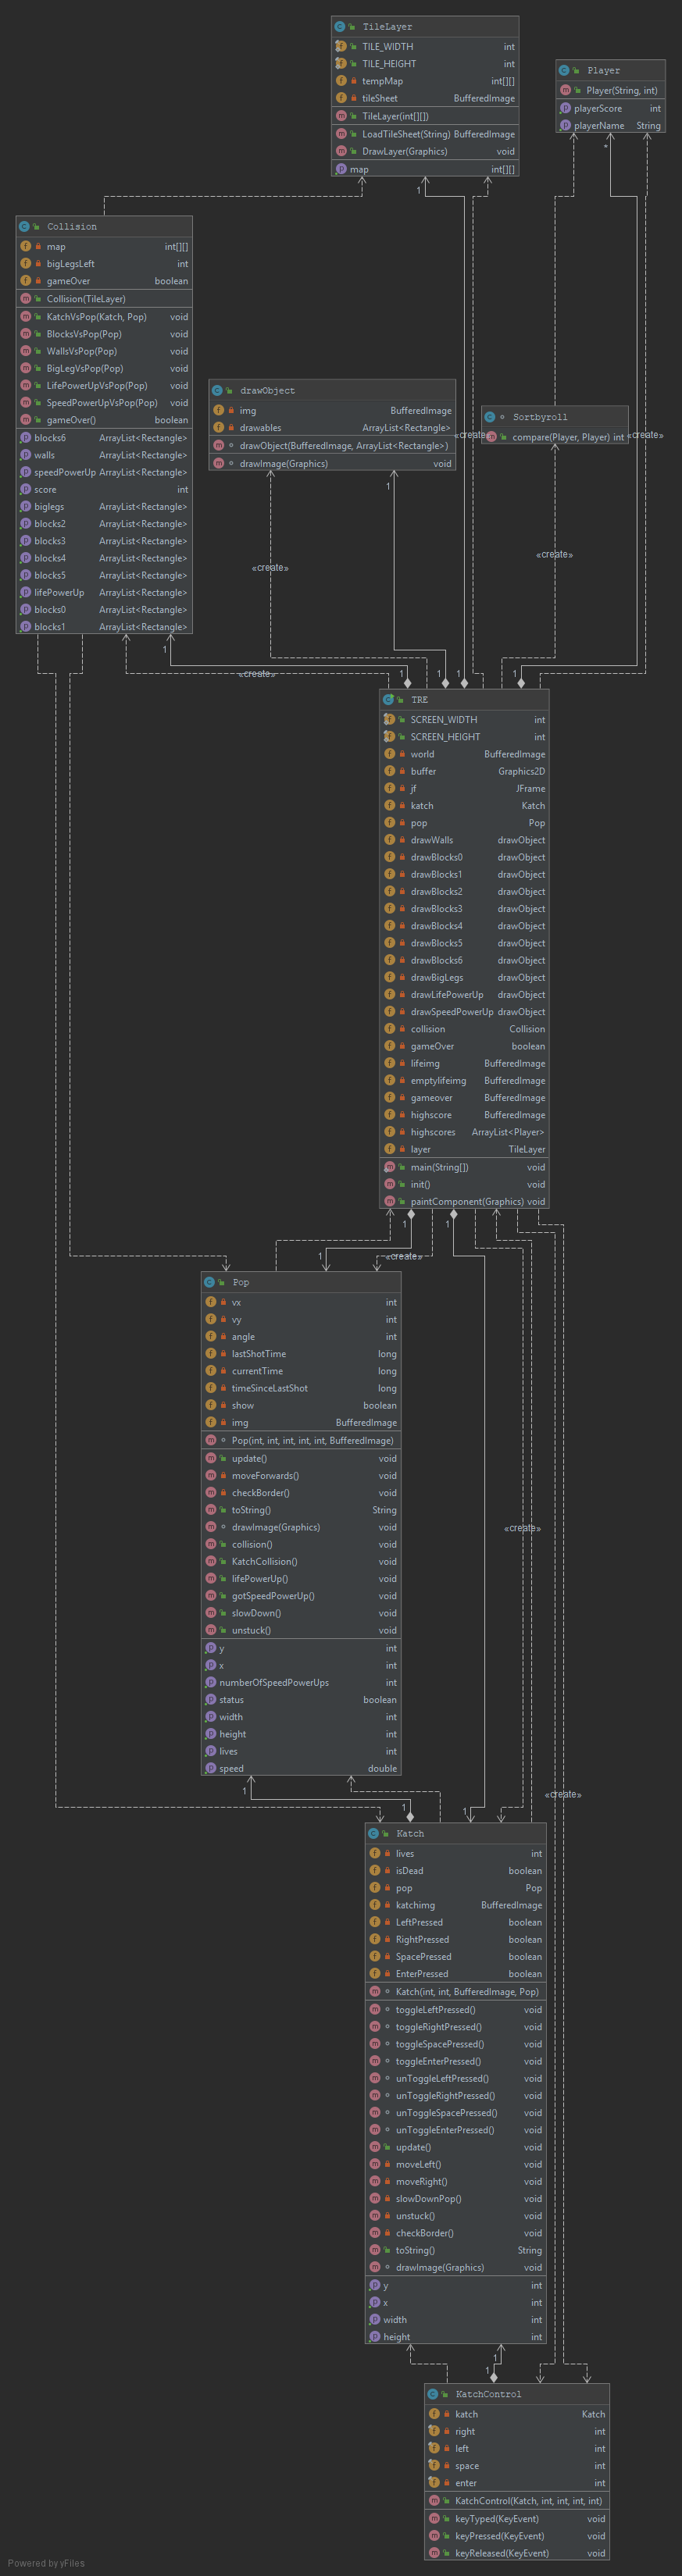 TileLayer
TILE_WIDTH int
TILE_HEIGHT int
tempMap int[][]
tileSheet BufferedImage
TileLayer(int[][])
LoadTileSheet(String) BufferedImage
DrawLayer(Graphics) void
map int[][]
Player
Player(String, int)
playerScore int
playerName String
1
*
Collision
map int[][]
bigLegsLeft int
gameOver boolean
Collision(TileLayer)
KatchVsPop(Katch, Pop) void
BlocksVsPop(Pop) void
WallsVsPop(Pop) void
BigLegVsPop(Pop) void
LifePowerUpVsPop(Pop) void
SpeedPowerUpVsPop(Pop) void
gameOver() boolean
blocks6 ArrayList<Rectangle>
walls ArrayList<Rectangle>
speedPowerUp ArrayList<Rectangle>
score int
biglegs ArrayList<Rectangle>
blocks2 ArrayList<Rectangle>
blocks3 ArrayList<Rectangle>
blocks4 ArrayList<Rectangle>
blocks5 ArrayList<Rectangle>
lifePowerUp ArrayList<Rectangle>
blocks0 ArrayList<Rectangle>
blocks1 ArrayList<Rectangle>
drawObject
img BufferedImage
drawables ArrayList<Rectangle>
drawObject(BufferedImage, ArrayList<Rectangle>)
drawImage(Graphics) void
Sortbyroll
compare(Player, Player) int
«create»
«create»
1
«create»
«create»
1
«create»
1
1
1
1
TRE
SCREEN_WIDTH int
SCREEN_HEIGHT int
world BufferedImage
buffer Graphics2D
jf JFrame
katch Katch
pop Pop
drawWalls drawObject
drawBlocks0 drawObject
drawBlocks1 drawObject
drawBlocks2 drawObject
drawBlocks3 drawObject
drawBlocks4 drawObject
drawBlocks5 drawObject
drawBlocks6 drawObject
drawBigLegs drawObject
drawLifePowerUp drawObject
drawSpeedPowerUp drawObject
collision Collision
gameOver boolean
lifeimg BufferedImage
emptylifeimg BufferedImage
gameover BufferedImage
highscore BufferedImage
highscores ArrayList<Player>
layer TileLayer
main(String[]) void
init() void
paintComponent(Graphics) void
1
1
1
«create»
Pop
vx int
vy int
angle int
lastShotTime long
currentTime long
timeSinceLastShot long
show boolean
img BufferedImage
Pop(int, int, int, int, int, BufferedImage)
update() void
moveForwards() void
checkBorder() void
toString() String
drawImage(Graphics) void
collision() void
KatchCollision() void
lifePowerUp() void
gotSpeedPowerUp() void
slowDown() void
unstuck() void
y int
x int
numberOfSpeedPowerUps int
status boolean
width int
height int
lives int
speed double
«create»
«create»
1
1
1
Katch
lives int
isDead boolean
pop Pop
katchimg BufferedImage
LeftPressed boolean
RightPressed boolean
SpacePressed boolean
EnterPressed boolean
Katch(int, int, BufferedImage, Pop)
toggleLeftPressed() void
toggleRightPressed() void
toggleSpacePressed() void
toggleEnterPressed() void
unToggleLeftPressed() void
unToggleRightPressed() void
unToggleSpacePressed() void
unToggleEnterPressed() void
update() void
moveLeft() void
moveRight() void
slowDownPop() void
unstuck() void
checkBorder() void
toString() String
drawImage(Graphics) void
y int
x int
width int
height int
1
1
KatchControl
katch Katch
right int
left int
space int
enter int
KatchControl(Katch, int, int, int, int)
keyTyped(KeyEvent) void
keyPressed(KeyEvent) void
keyReleased(KeyEvent) void
Powered by yFiles